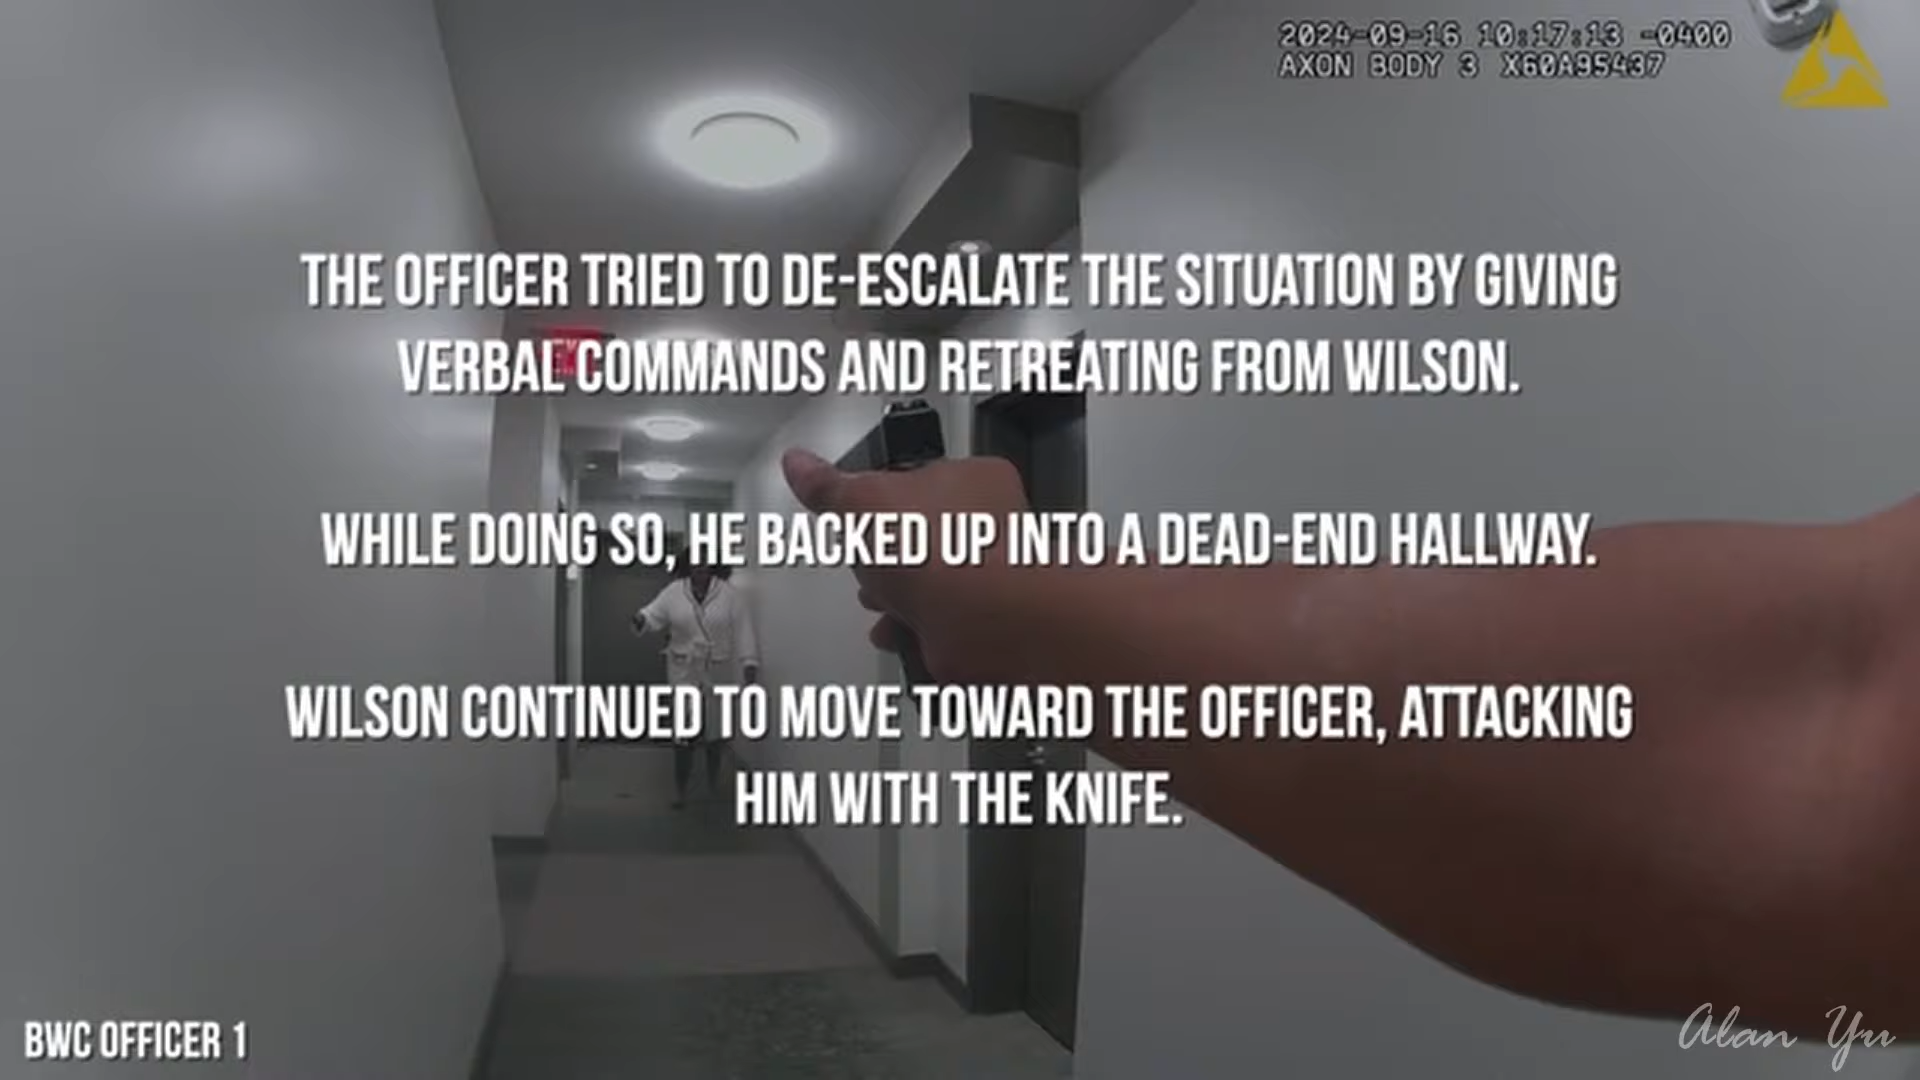 2024-09-16 10:17:13 -0400
AXON BODY 3 X60A95437
THE OFFICER TRIED TO DE-ESCALATE THE SITUATION BY GIVING
VERBAL COMMANDS AND RETREATING FROM WILSON.
WHILE DOING SO, HE BACKED UP INTO A DEAD-END HALLWAY.
WILSON CONTINUED TO MOVE TOWARD THE OFFICER, ATTACKING
HIM WITH THE KNIFE.
BWC OFFICER 1
Alan Yu